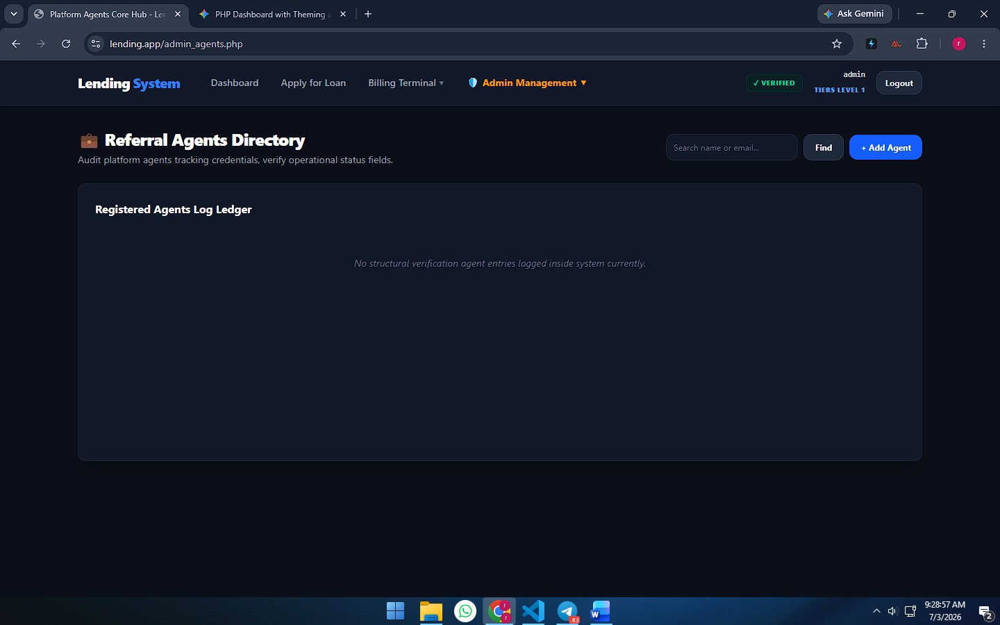 Platform Agents Core Hub - Ler
PHP Dashboard with Theming a
Ask Gemini
lending.app/admin_agents.php
r
Lending System
Dashboard
Apply for Loan
Billing Terminal ▾
Admin Management ▼
✓ VERIFIED
admin
TIERS LEVEL 1
Logout
Referral Agents Directory
Audit platform agents tracking credentials, verify operational status fields.
Search name or email...
Find
+ Add Agent
Registered Agents Log Ledger
No structural verification agent entries logged inside system currently.
r
r
83
W
9:28:57 AM
7/3/2026
2